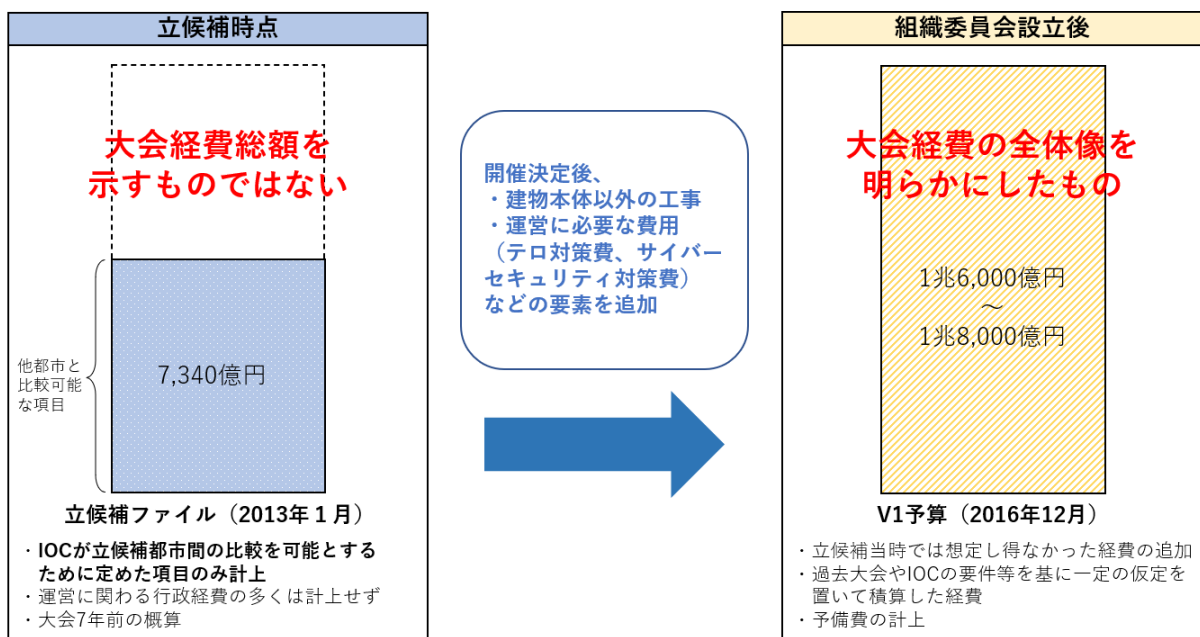 立候補時点
大会経費総額を
示すものではない
他都市と
比較可能
な項目
7,340億円
立候補ファイル（2013年１月）
・IOCが立候補都市間の比較を可能とする
ために定めた項目のみ計上
・運営に関わる行政経費の多くは計上せず
・大会7年前の概算
開催決定後、
・建物本体以外の工事
・運営に必要な費用
（テロ対策費、サイバー
セキュリティ対策費）
などの要素を追加
組織委員会設立後
大会経費の全体像を
明らかにしたもの
1兆6,000億円
～
1兆8,000億円
V1予算（2016年12月）
・立候補当時では想定し得なかった経費の追加
・過去大会やIOCの要件等を基に一定の仮定を
置いて積算した経費
・予備費の計上